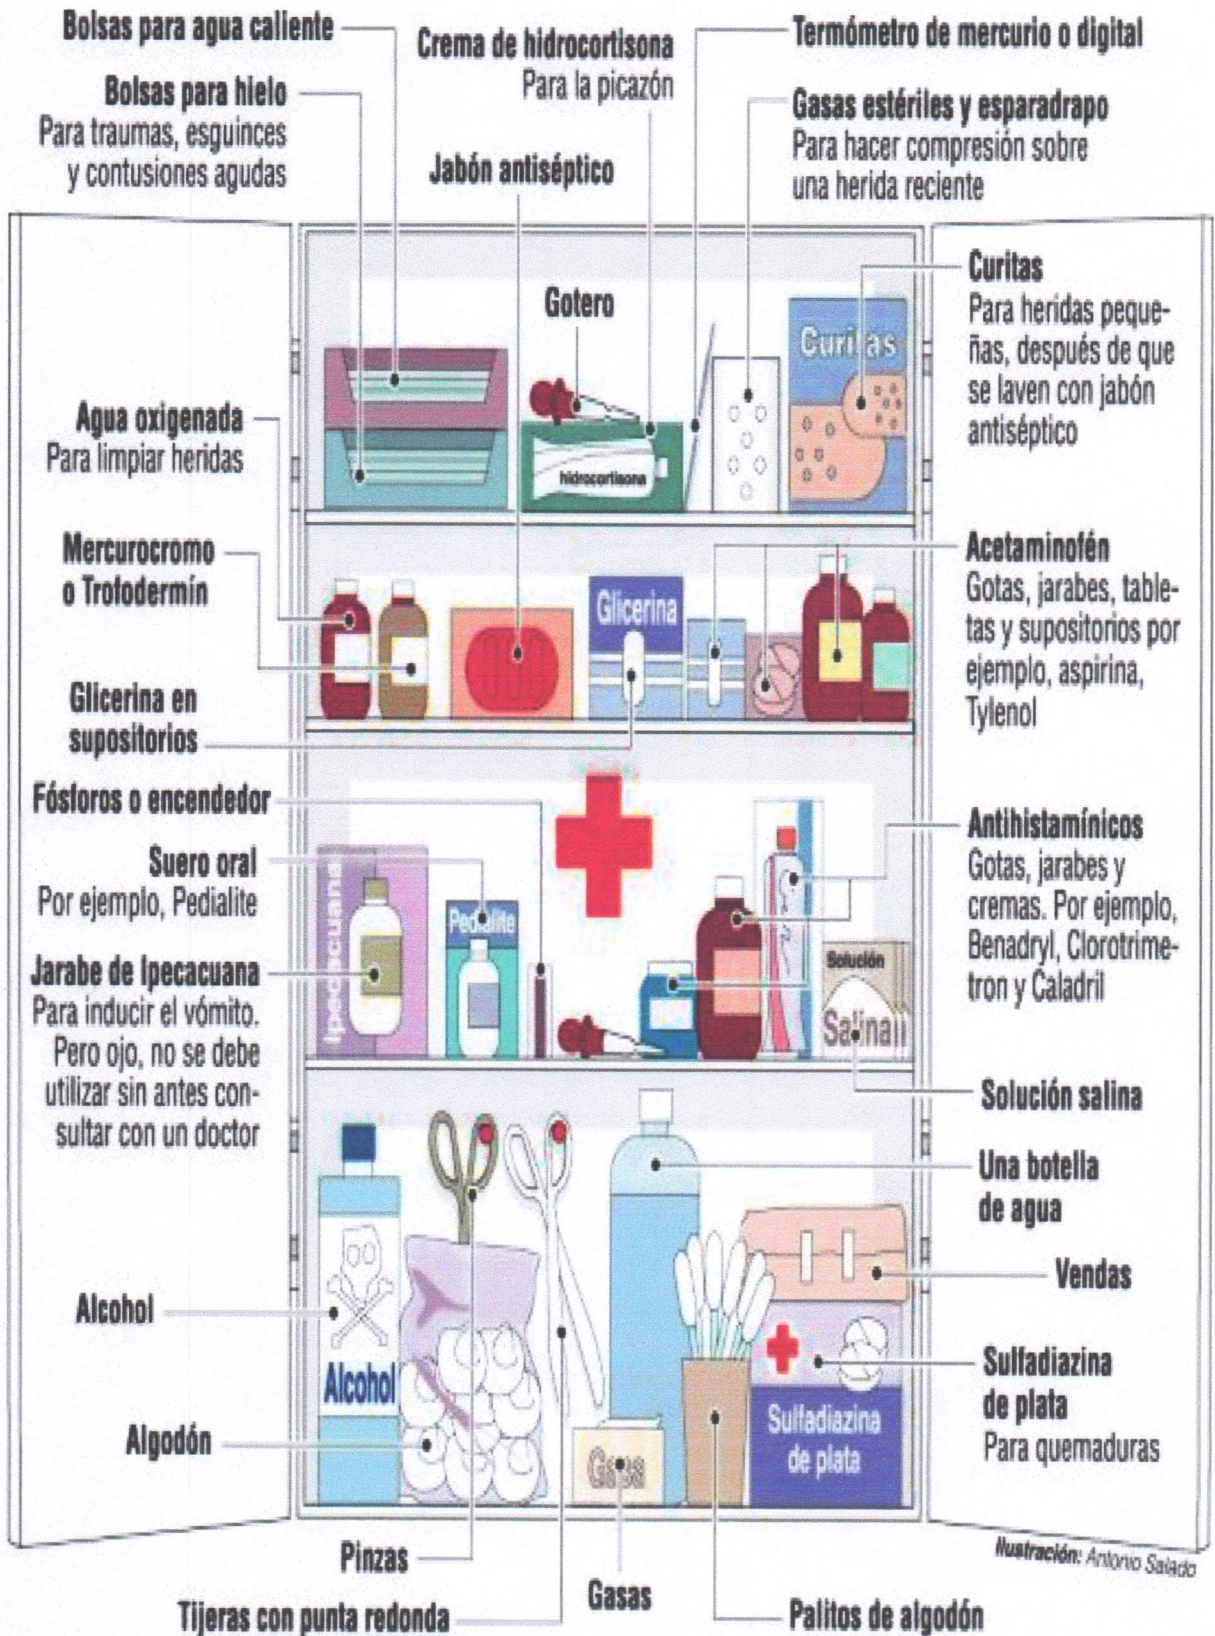 Bolsas para agua caliente
Bolsas para hielo
Para traumas, esguinces
y contusiones agudas
Crema de hidrocortisona
Para la picazón
Jabón antiséptico
Termómetro de mercurio o digital
Gasas estériles y esparadrapo
Para hacer compresión sobre
una herida reciente
Gotero
Curitas
Para heridas peque-
ñas, después de que
se laven con jabón
antiséptico
Curitas
hidrocortisona
Agua oxigenada
Para limpiar heridas
Mercurocromo
o Trofodermín
Glicerina
Acetaminofén
Gotas, jarabes, table-
tas y supositorios por
ejemplo, aspirina,
Tylenol
Glicerina en
supositorios
Fósforos o encendedor
Suero oral
Por ejemplo, Pedialite
Jarabe de Ipecacuana
Para inducir el vómito.
Pero ojo, no se debe
utilizar sin antes con-
sultar con un doctor
Pedialite
Antihistamínicos
Gotas, jarabes y
cremas. Por ejemplo,
Benadryl, Clorotrime-
tron y Caladril
Solución
Salina
Solución salina
Una botella
de agua
Vendas
Alcohol
Alcohol
Algodón
Gasa
Sulfadiazina
de plata
Sulfadiazina
de plata
Para quemaduras
Pinzas
Tijeras con punta redonda
Gasas
Palitos de algodón
Ilustración: Antonio Salado